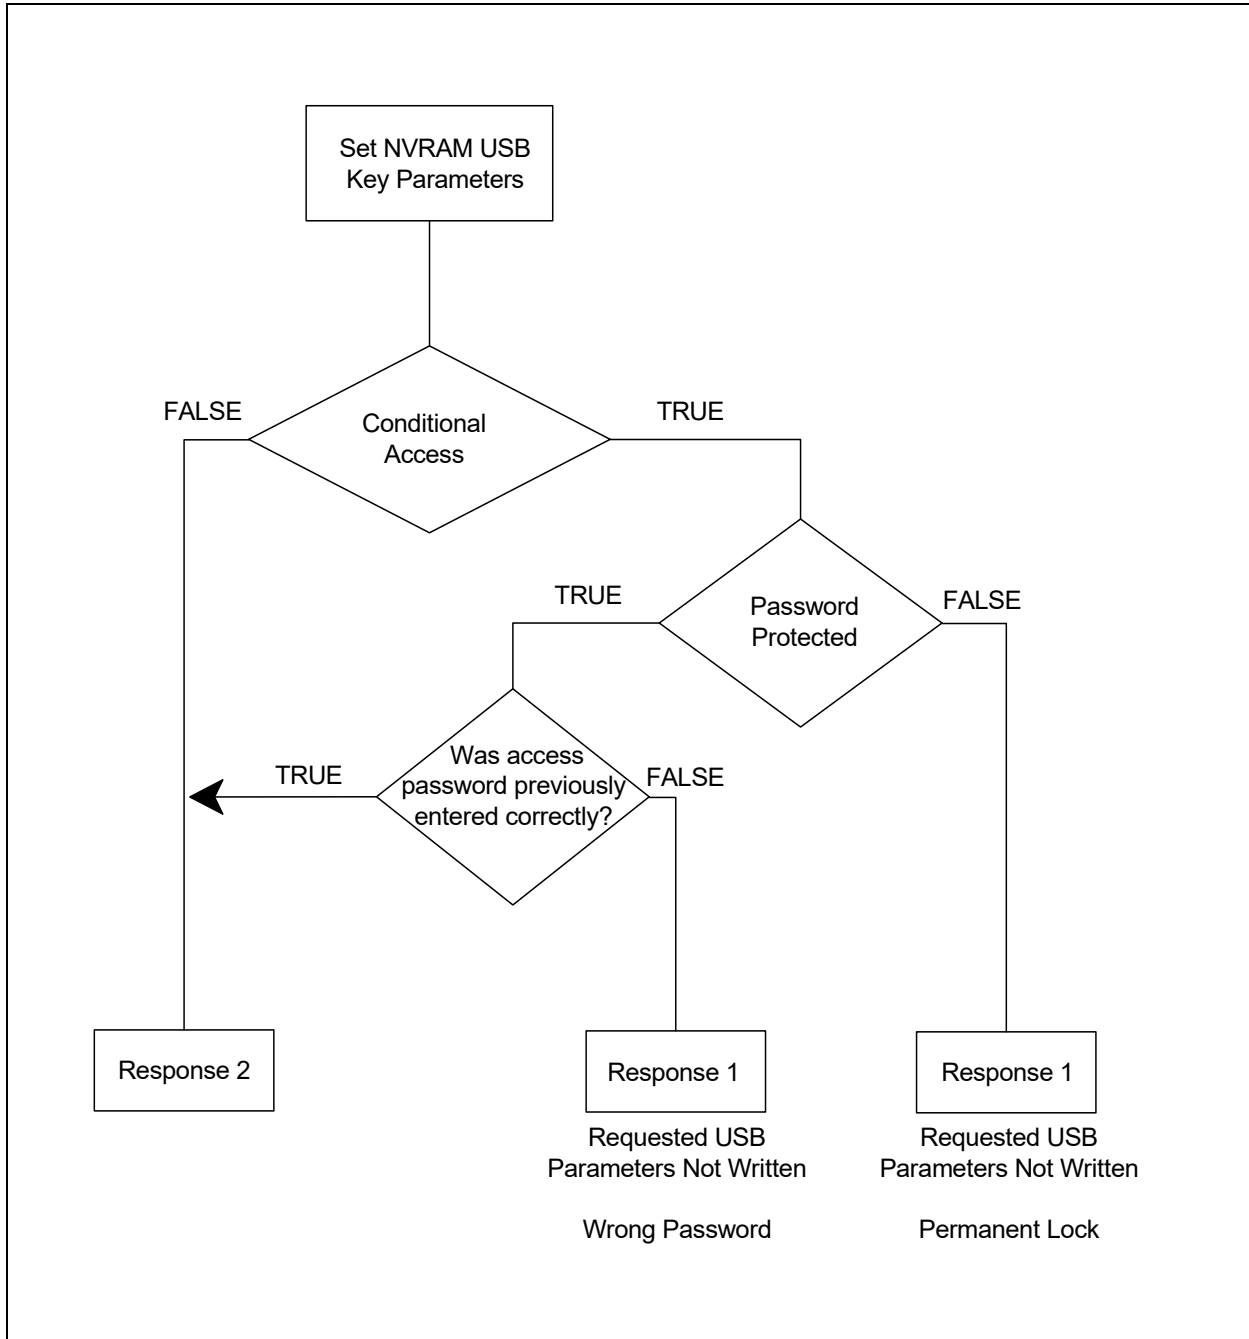 Set NVRAM USB
Key Parameters
FALSE
TRUE
Conditional
Access
TRUE
FALSE
Password
Protected
Was access
password previously
entered correctly?
TRUE
FALSE
Response 2
Response 1
Requested USB
Parameters Not Written
Wrong Password
Response 1
Requested USB
Parameters Not Written
Permanent Lock